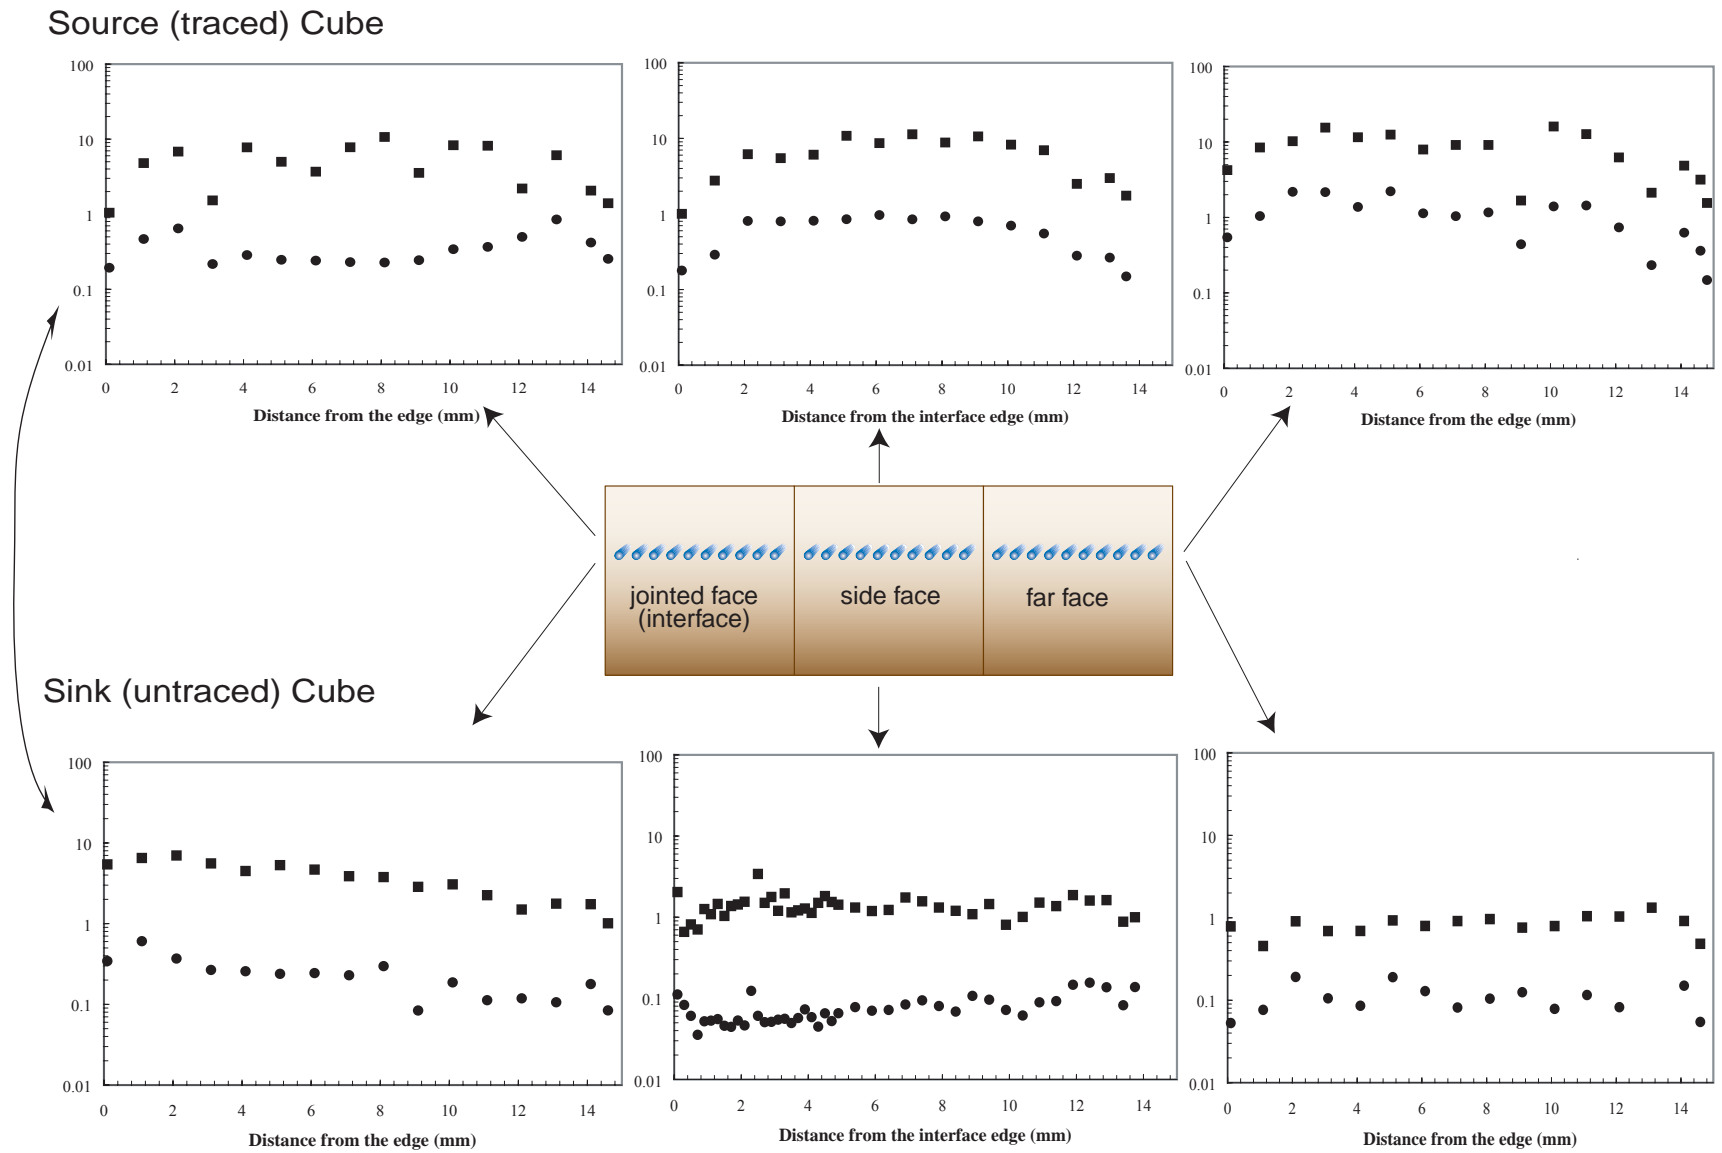 Source (traced) Cube
100
10
1
0.1
0.01
0 2 4 6 8 10 12 14
Distance from the edge (mm)
100
10
1
0.1
0.01
0 2 4 6 8 10 12 14
Distance from the interface edge (mm)
100
10
1
0.1
0.01
0 2 4 6 8 10 12 14
Distance from the edge (mm)
jointed face
(interface)
side face
far face
Sink (untraced) Cube
100
10
1
0.1
0.01
0 2 4 6 8 10 12 14
Distance from the edge (mm)
100
10
1
0.1
0.01
0 2 4 6 8 10 12 14
Distance from the interface edge (mm)
100
10
1
0.1
0.01
0 2 4 6 8 10 12 14
Distance from the edge (mm)